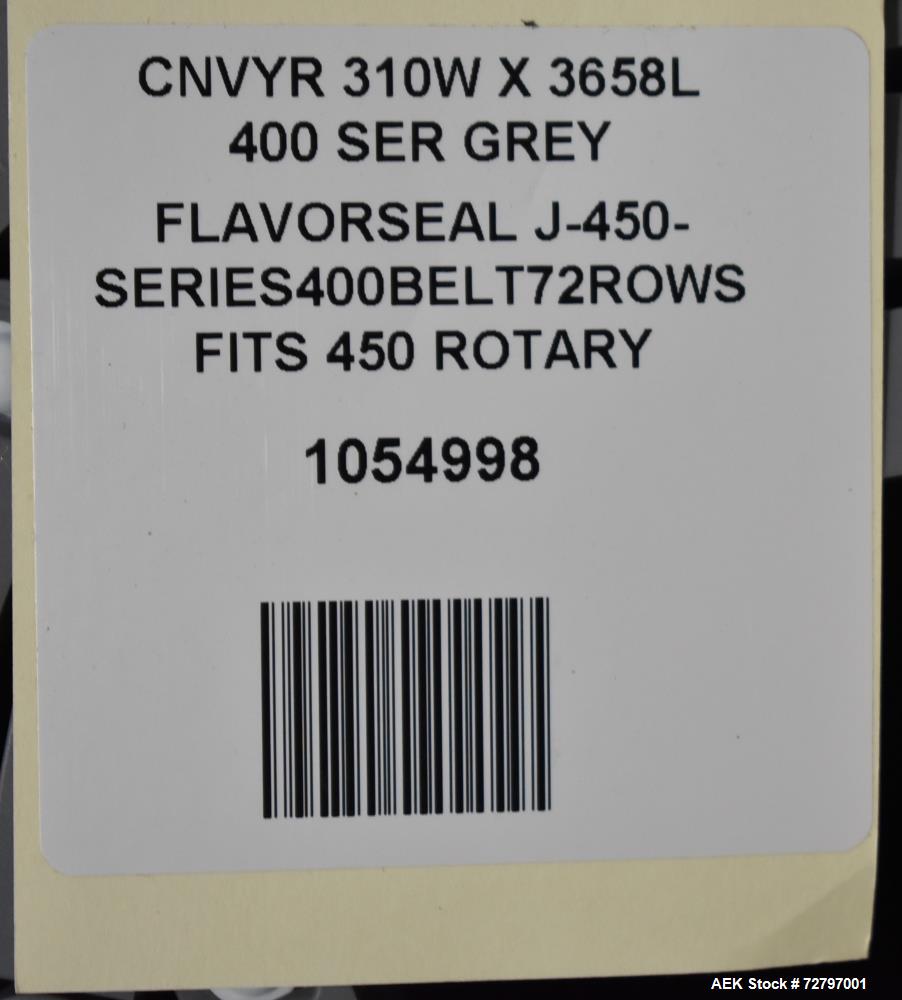 CNVYR 310W X 3658L
400 SER GREY
FLAVORSEAL J-450-
SERIES400BELT72ROWS
FITS 450 ROTARY
1054998
AEK Stock # 72797001